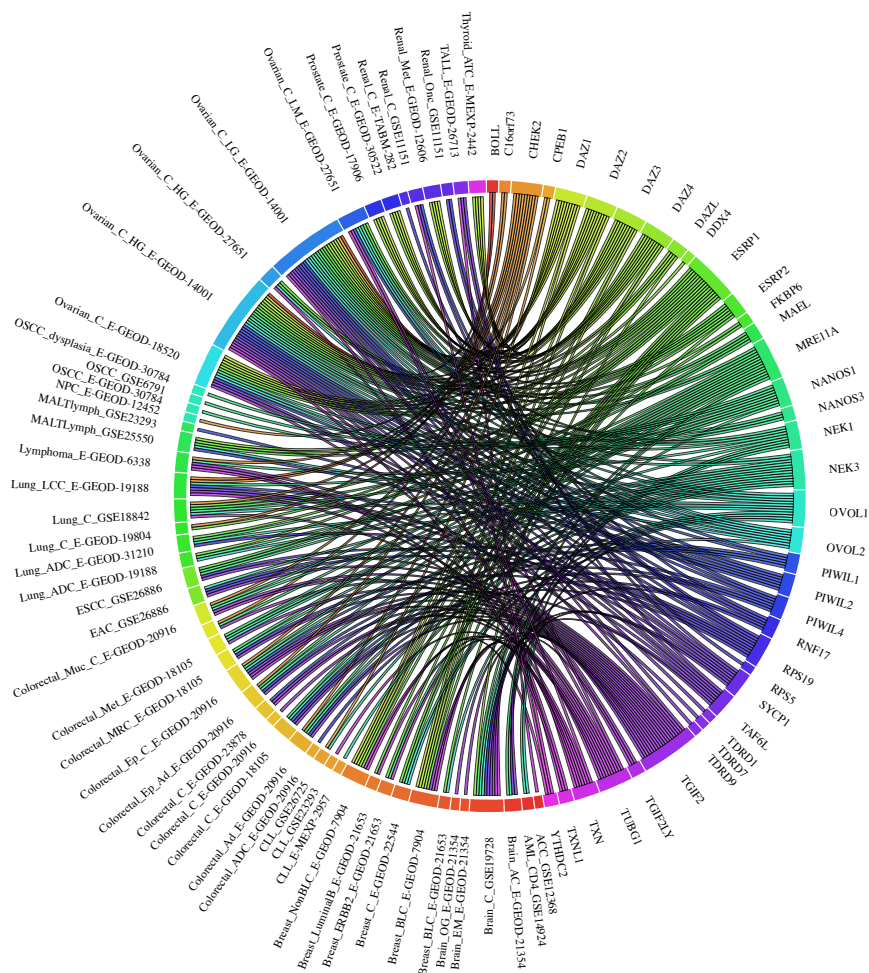 BOLL
C16orf73
CHEK2
CPEB1
DAZ1
DAZ2
DAZ3
DAZ4
DAZL
DDX4
ESRP1
ESRP2
FKBP6
MAEL
MRE11A
NANOS1
NANOS3
NEK1
NEK3
OVOL1
OVOL2
PIWIL1
PIWIL2
PIWIL4
RNF17
RPS19
RPS5
SYCP1
TAF6L
TDRD1
TDRD7
TDRD9
TGIF2
TGIF2LY
TUBG1
TXN
TXNL1
YTHDC2
ACC_GSE12368
AML_CD4_GSE14924
Brain_AC_E-GEOD-21354
Brain_C_GSE19728
Brain_EM_E-GEOD-21354
Brain_OG_E-GEOD-21354
Breast_BLC_E-GEOD-21653
Breast_BLC_E-GEOD-7904
Breast_C_E-GEOD-22544
Breast_ERBB2_E-GEOD-21653
Breast_LuminalB_E-GEOD-21653
Breast_NonBLC_E-GEOD-7904
CLL_E-MEXP-2957
CLL_GSE23293
CLL_GSE26725
Colorectal_ADC_E-GEOD-20916
Colorectal_Ad_E-GEOD-20916
Colorectal_C_E-GEOD-18105
Colorectal_C_E-GEOD-20916
Colorectal_C_E-GEOD-23878
Colorectal_Ep_Ad_E-GEOD-20916
Colorectal_Ep_C_E-GEOD-20916
Colorectal_MRC_E-GEOD-18105
Colorectal_Met_E-GEOD-18105
Colorectal_Muc_C_E-GEOD-20916
EAC_GSE26886
ESCC_GSE26886
Lung_ADC_E-GEOD-19188
Lung_ADC_E-GEOD-31210
Lung_C_E-GEOD-19804
Lung_C_GSE18842
Lung_LCC_E-GEOD-19188
Lymphoma_E-GEOD-6338
MALTLymph_GSE25550
MALTlymph_GSE23293
NPC_E-GEOD-12452
OSCC_E-GEOD-30784
OSCC_GSE6791
OSCC_dysplasia_E-GEOD-30784
Ovarian_C_E-GEOD-18520
Ovarian_C_HG_E-GEOD-14001
Ovarian_C_HG_E-GEOD-27651
Ovarian_C_LG_E-GEOD-14001
Ovarian_C_LM_E-GEOD-27651
Prostate_C_E-GEOD-17906
Prostate_C_E-GEOD-30522
Renal_C_E-TABM-282
Renal_C_GSE11151
Renal_Met_E-GEOD-12606
Renal_Onc_GSE11151
TALL_E-GEOD-26713
Thyroid_ATC_E-MEXP-2442